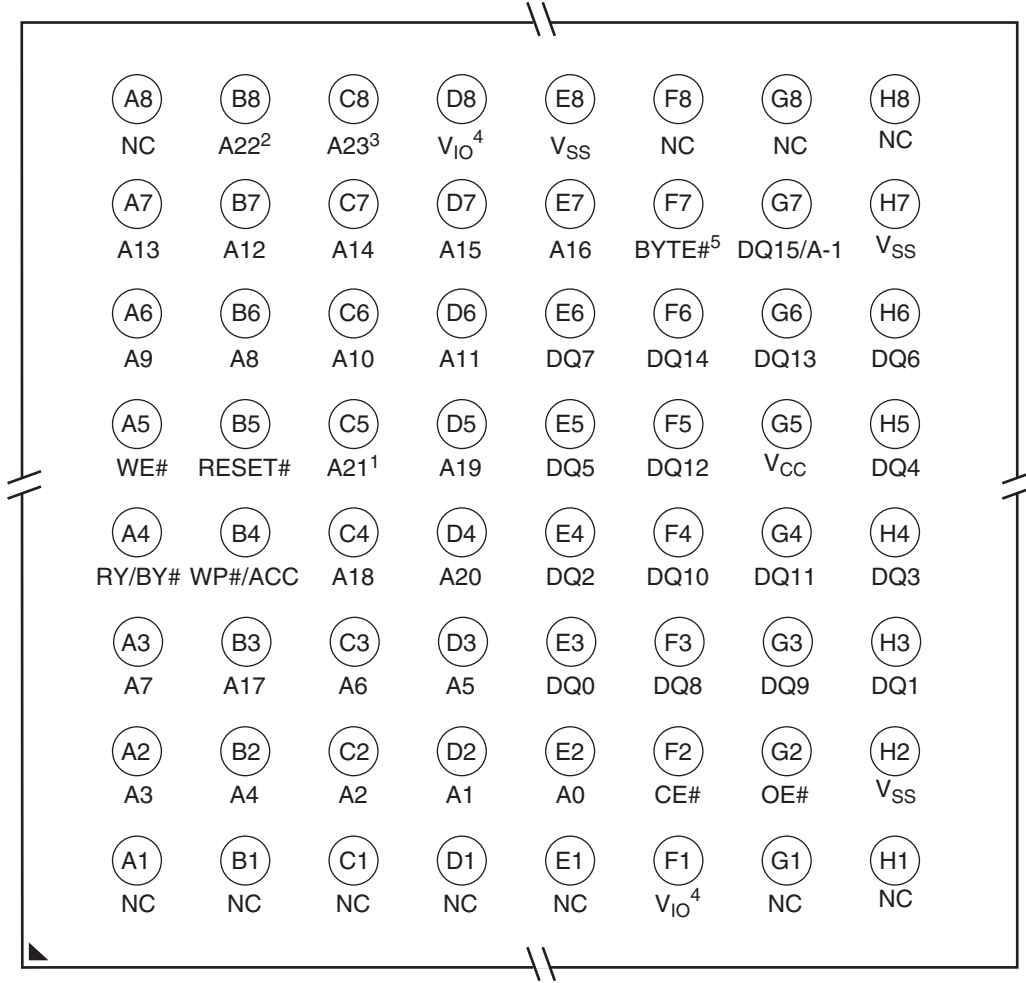 A8 B8 C8 D8 E8 F8 G8 H8
NC A22² A23³ V_IO⁴ V_SS NC NC NC
A7 B7 C7 D7 E7 F7 G7 H7
A13 A12 A14 A15 A16 BYTE#⁵ DQ15/A-1 V_SS
A6 B6 C6 D6 E6 F6 G6 H6
A9 A8 A10 A11 DQ7 DQ14 DQ13 DQ6
A5 B5 C5 D5 E5 F5 G5 H5
WE# RESET# A21¹ A19 DQ5 DQ12 V_CC DQ4
A4 B4 C4 D4 E4 F4 G4 H4
RY/BY# WP#/ACC A18 A20 DQ2 DQ10 DQ11 DQ3
A3 B3 C3 D3 E3 F3 G3 H3
A7 A17 A6 A5 DQ0 DQ8 DQ9 DQ1
A2 B2 C2 D2 E2 F2 G2 H2
A3 A4 A2 A1 A0 CE# OE# V_SS
A1 B1 C1 D1 E1 F1 G1 H1
NC NC NC NC NC V_IO⁴ NC NC